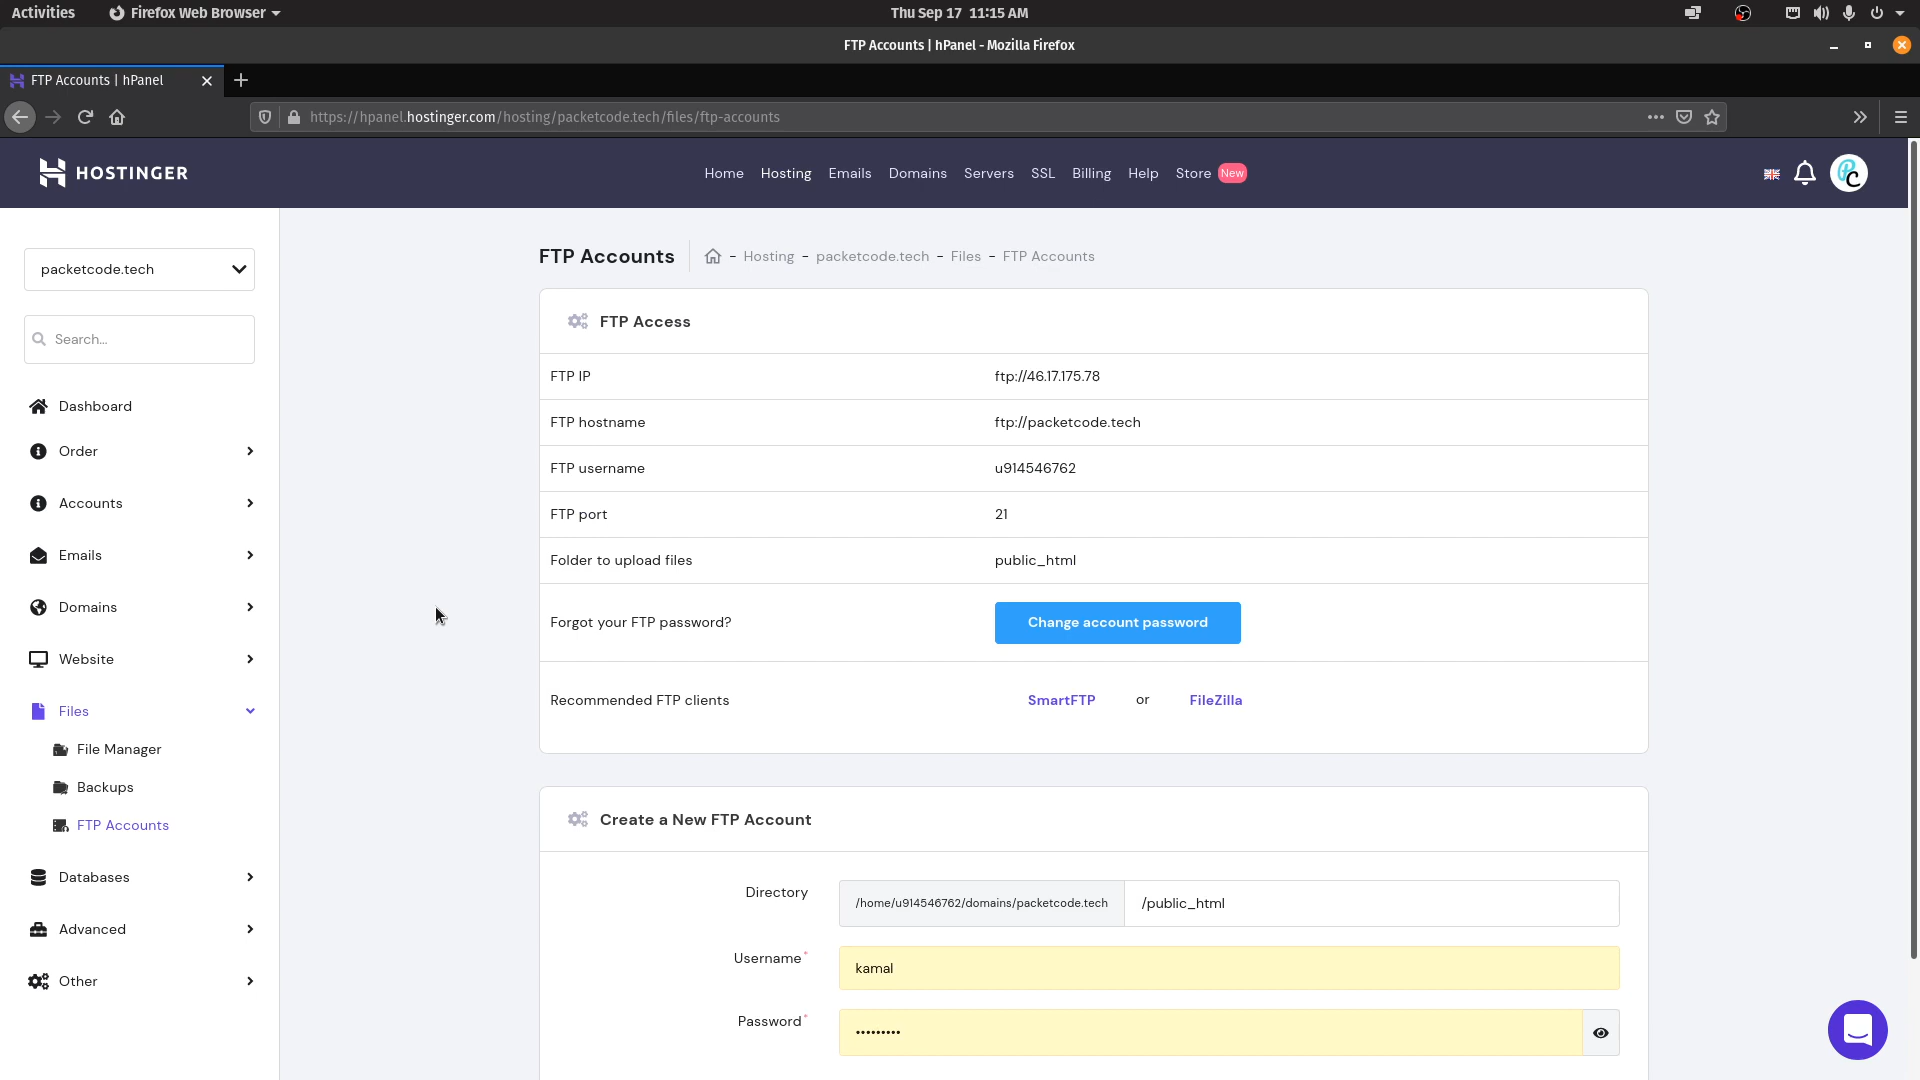 Activities
Firefox Web Browser
Thu Sep 17 11:15 AM
FTP Accounts | hPanel - Mozilla Firefox
FTP Accounts | hPanel
https://hpanel.hostinger.com/hosting/packetcode.tech/files/ftp-accounts
HOSTINGER
Home Hosting Emails Domains Servers SSL Billing Help Store New
PC
packetcode.tech
Search...
Dashboard
Order
Accounts
Emails
Domains
Website
Files
File Manager
Backups
FTP Accounts
Databases
Advanced
Other
FTP Accounts
- Hosting - packetcode.tech - Files - FTP Accounts
FTP Access
FTP IP ftp://46.17.175.78
FTP hostname ftp://packetcode.tech
FTP username u914546762
FTP port 21
Folder to upload files public_html
Forgot your FTP password? Change account password
Recommended FTP clients SmartFTP or FileZilla
Create a New FTP Account
Directory /home/u914546762/domains/packetcode.tech /public_html
Username* kamal
Password* •••••••••